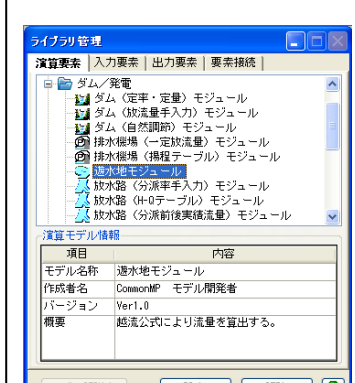 ライブラリ管理
演算要素 入力要素 出力要素 要素接続
ダム／発電
ダム（定率・定量）モジュール
ダム（放流量手入力）モジュール
ダム（自然調節）モジュール
排水機場（一定放流量）モジュール
排水機場（揚程テーブル）モジュール
遊水地モジュール
放水路（分派率手入力）モジュール
放水路（H-Qテーブル）モジュール
放水路（分派前後実績流量）モジュール
演算モデル情報
項目 内容
モデル名称 遊水地モジュール
作成者名 CommonMP モデル開発者
バージョン Ver1.0
概要 越流公式により流量を算出する。